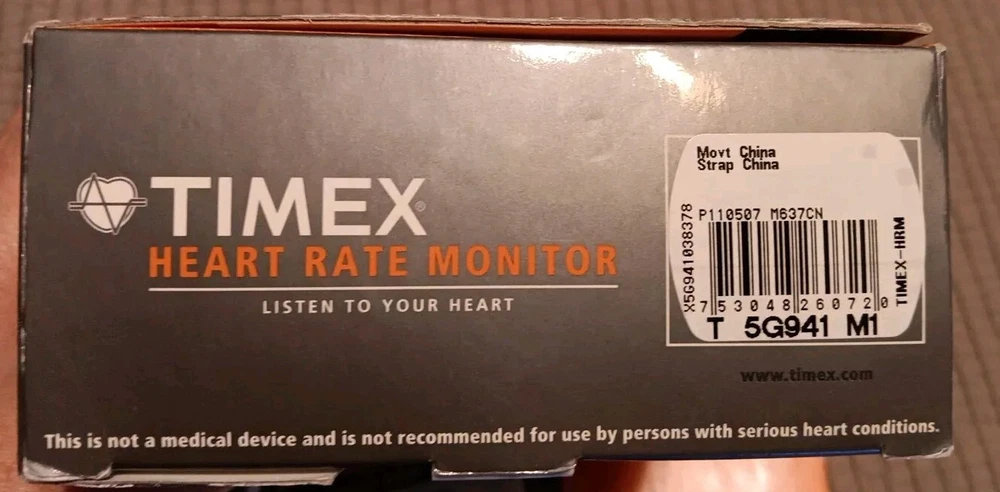 TIMEX®
HEART RATE MONITOR
LISTEN TO YOUR HEART
Movt China
Strap China
P110507 M637CN
X5G941038378
TIMEX-HRM
7 53048 26072 0
T 5G941 M1
www.timex.com
This is not a medical device and is not recommended for use by persons with serious heart conditions.